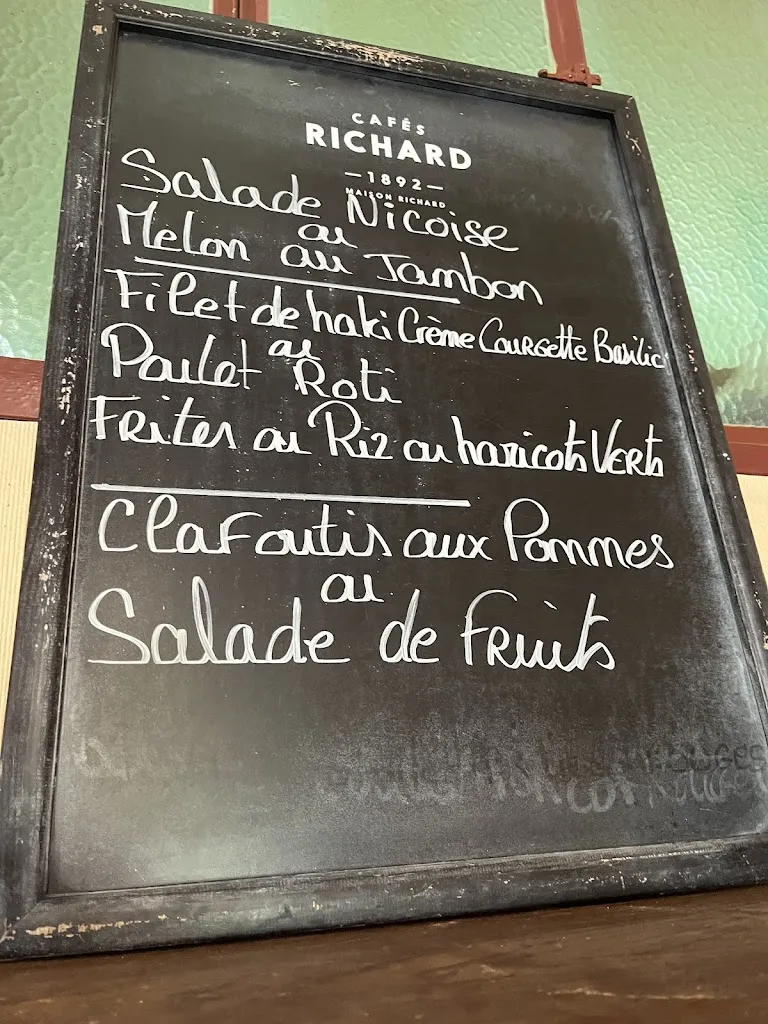 CAFÉS
RICHARD
—1892—
MAISON RICHARD
Salade Nicoise
ou
Melon au Jambon
Filet de haki Crème Courgette Basilic
ou
Poulet Roti
Frites ou Riz ou haricots Verts
Clafoutis aux Pommes
ou
Salade de Fruits